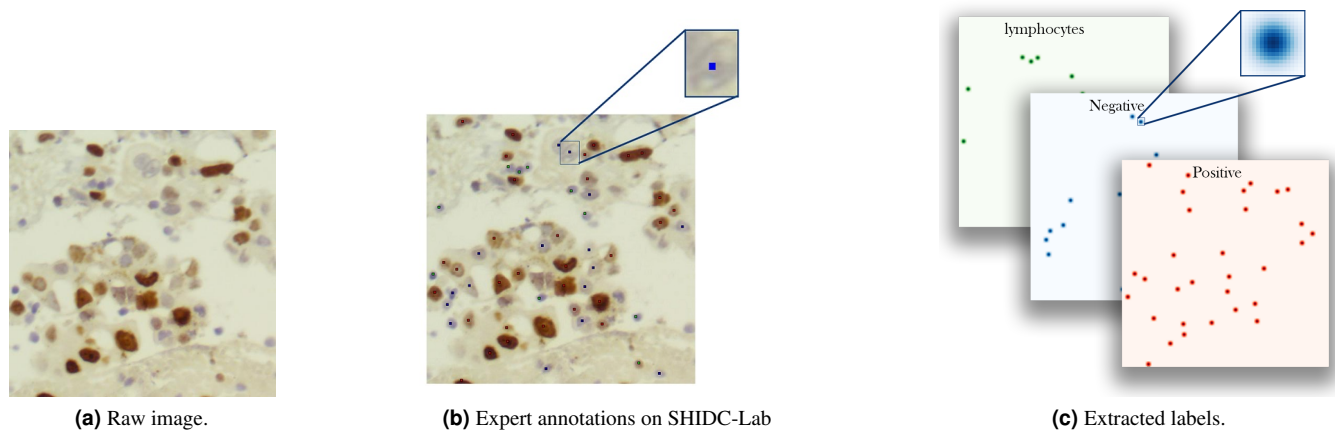 lymphocytes
Negative
Positive
(a) Raw image.
(b) Expert annotations on SHIDC-Lab
(c) Extracted labels.